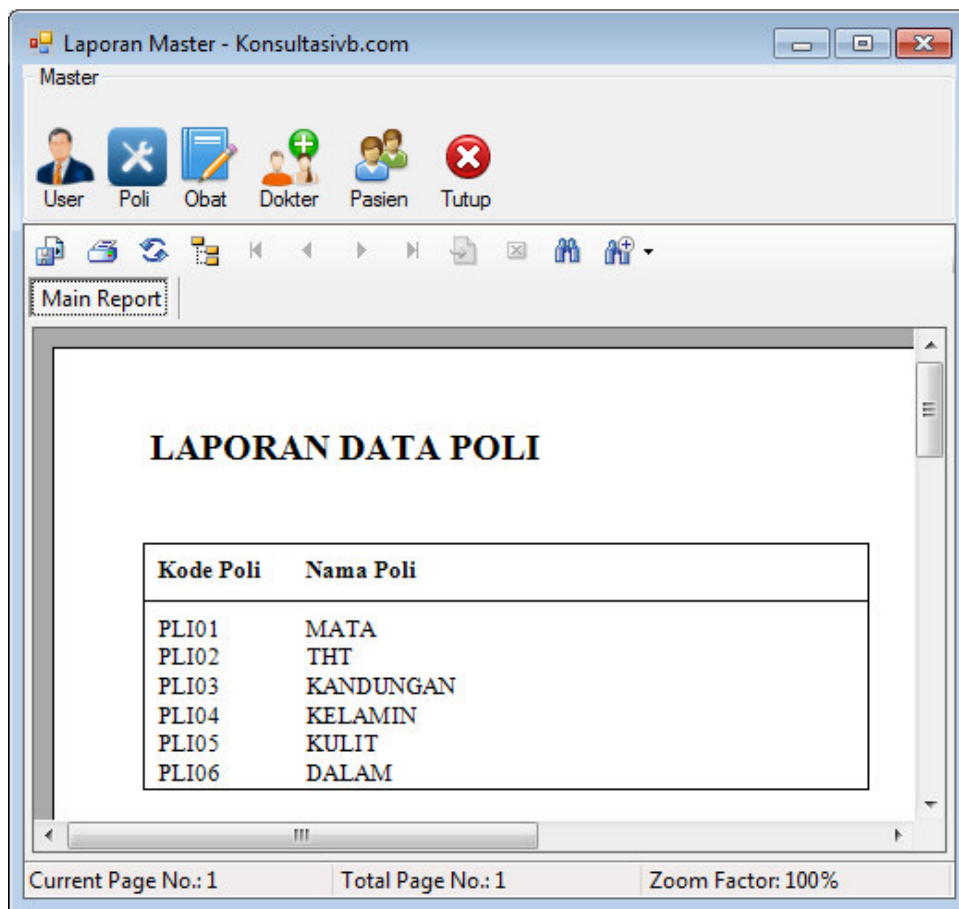 Laporan Master - Konsultasivb.com
Master
User Poli Obat Dokter Pasien Tutup
Main Report
LAPORAN DATA POLI
Kode Poli Nama Poli
PLI01 MATA
PLI02 THT
PLI03 KANDUNGAN
PLI04 KELAMIN
PLI05 KULIT
PLI06 DALAM
Current Page No.: 1 Total Page No.: 1 Zoom Factor: 100%